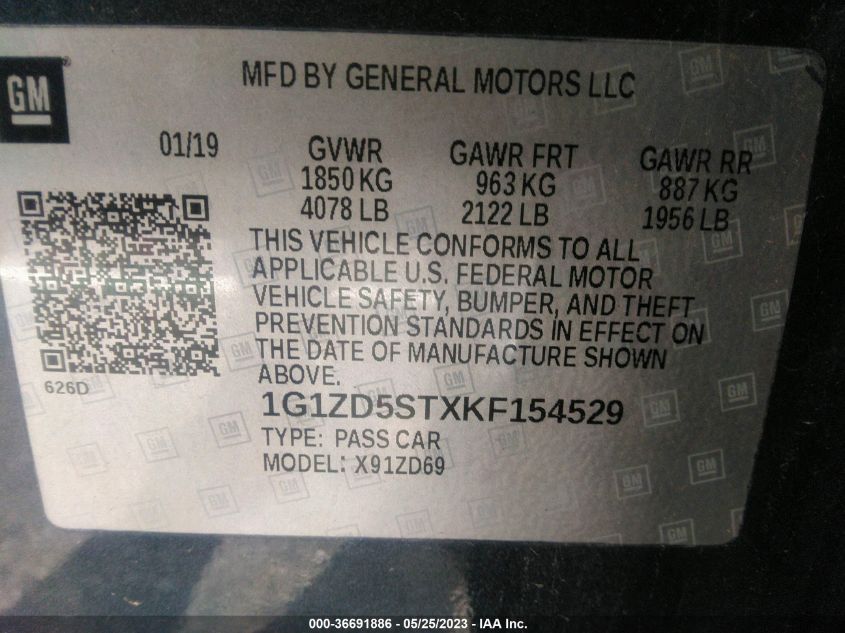 GM
MFD BY GENERAL MOTORS LLC
01/19 GVWR GAWR FRT GAWR RR
1850 KG 963 KG 887 KG
4078 LB 2122 LB 1956 LB
THIS VEHICLE CONFORMS TO ALL
APPLICABLE U.S. FEDERAL MOTOR
VEHICLE SAFETY, BUMPER, AND THEFT
PREVENTION STANDARDS IN EFFECT ON
THE DATE OF MANUFACTURE SHOWN
ABOVE.
626D
1G1ZD5STXKF154529
TYPE: PASS CAR
MODEL: X91ZD69
000-36691886 - 05/25/2023 - IAA Inc.